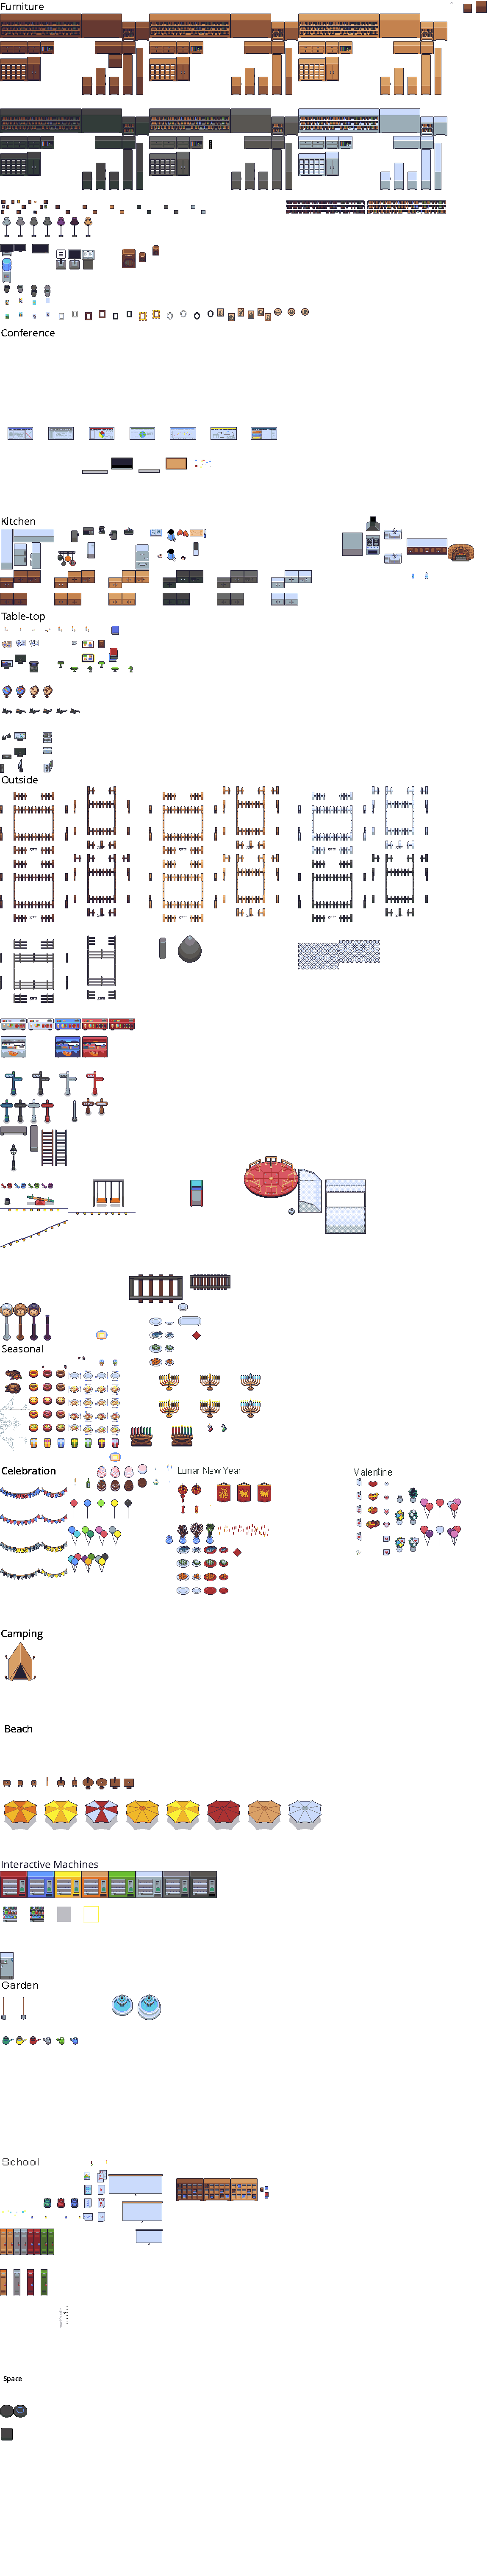 Furniture
Conference
Kitchen
Table-top
Outside
Seasonal
Celebration
Lunar New Year
Valentine
Camping
Beach
Interactive Machines
Garden
School
Space